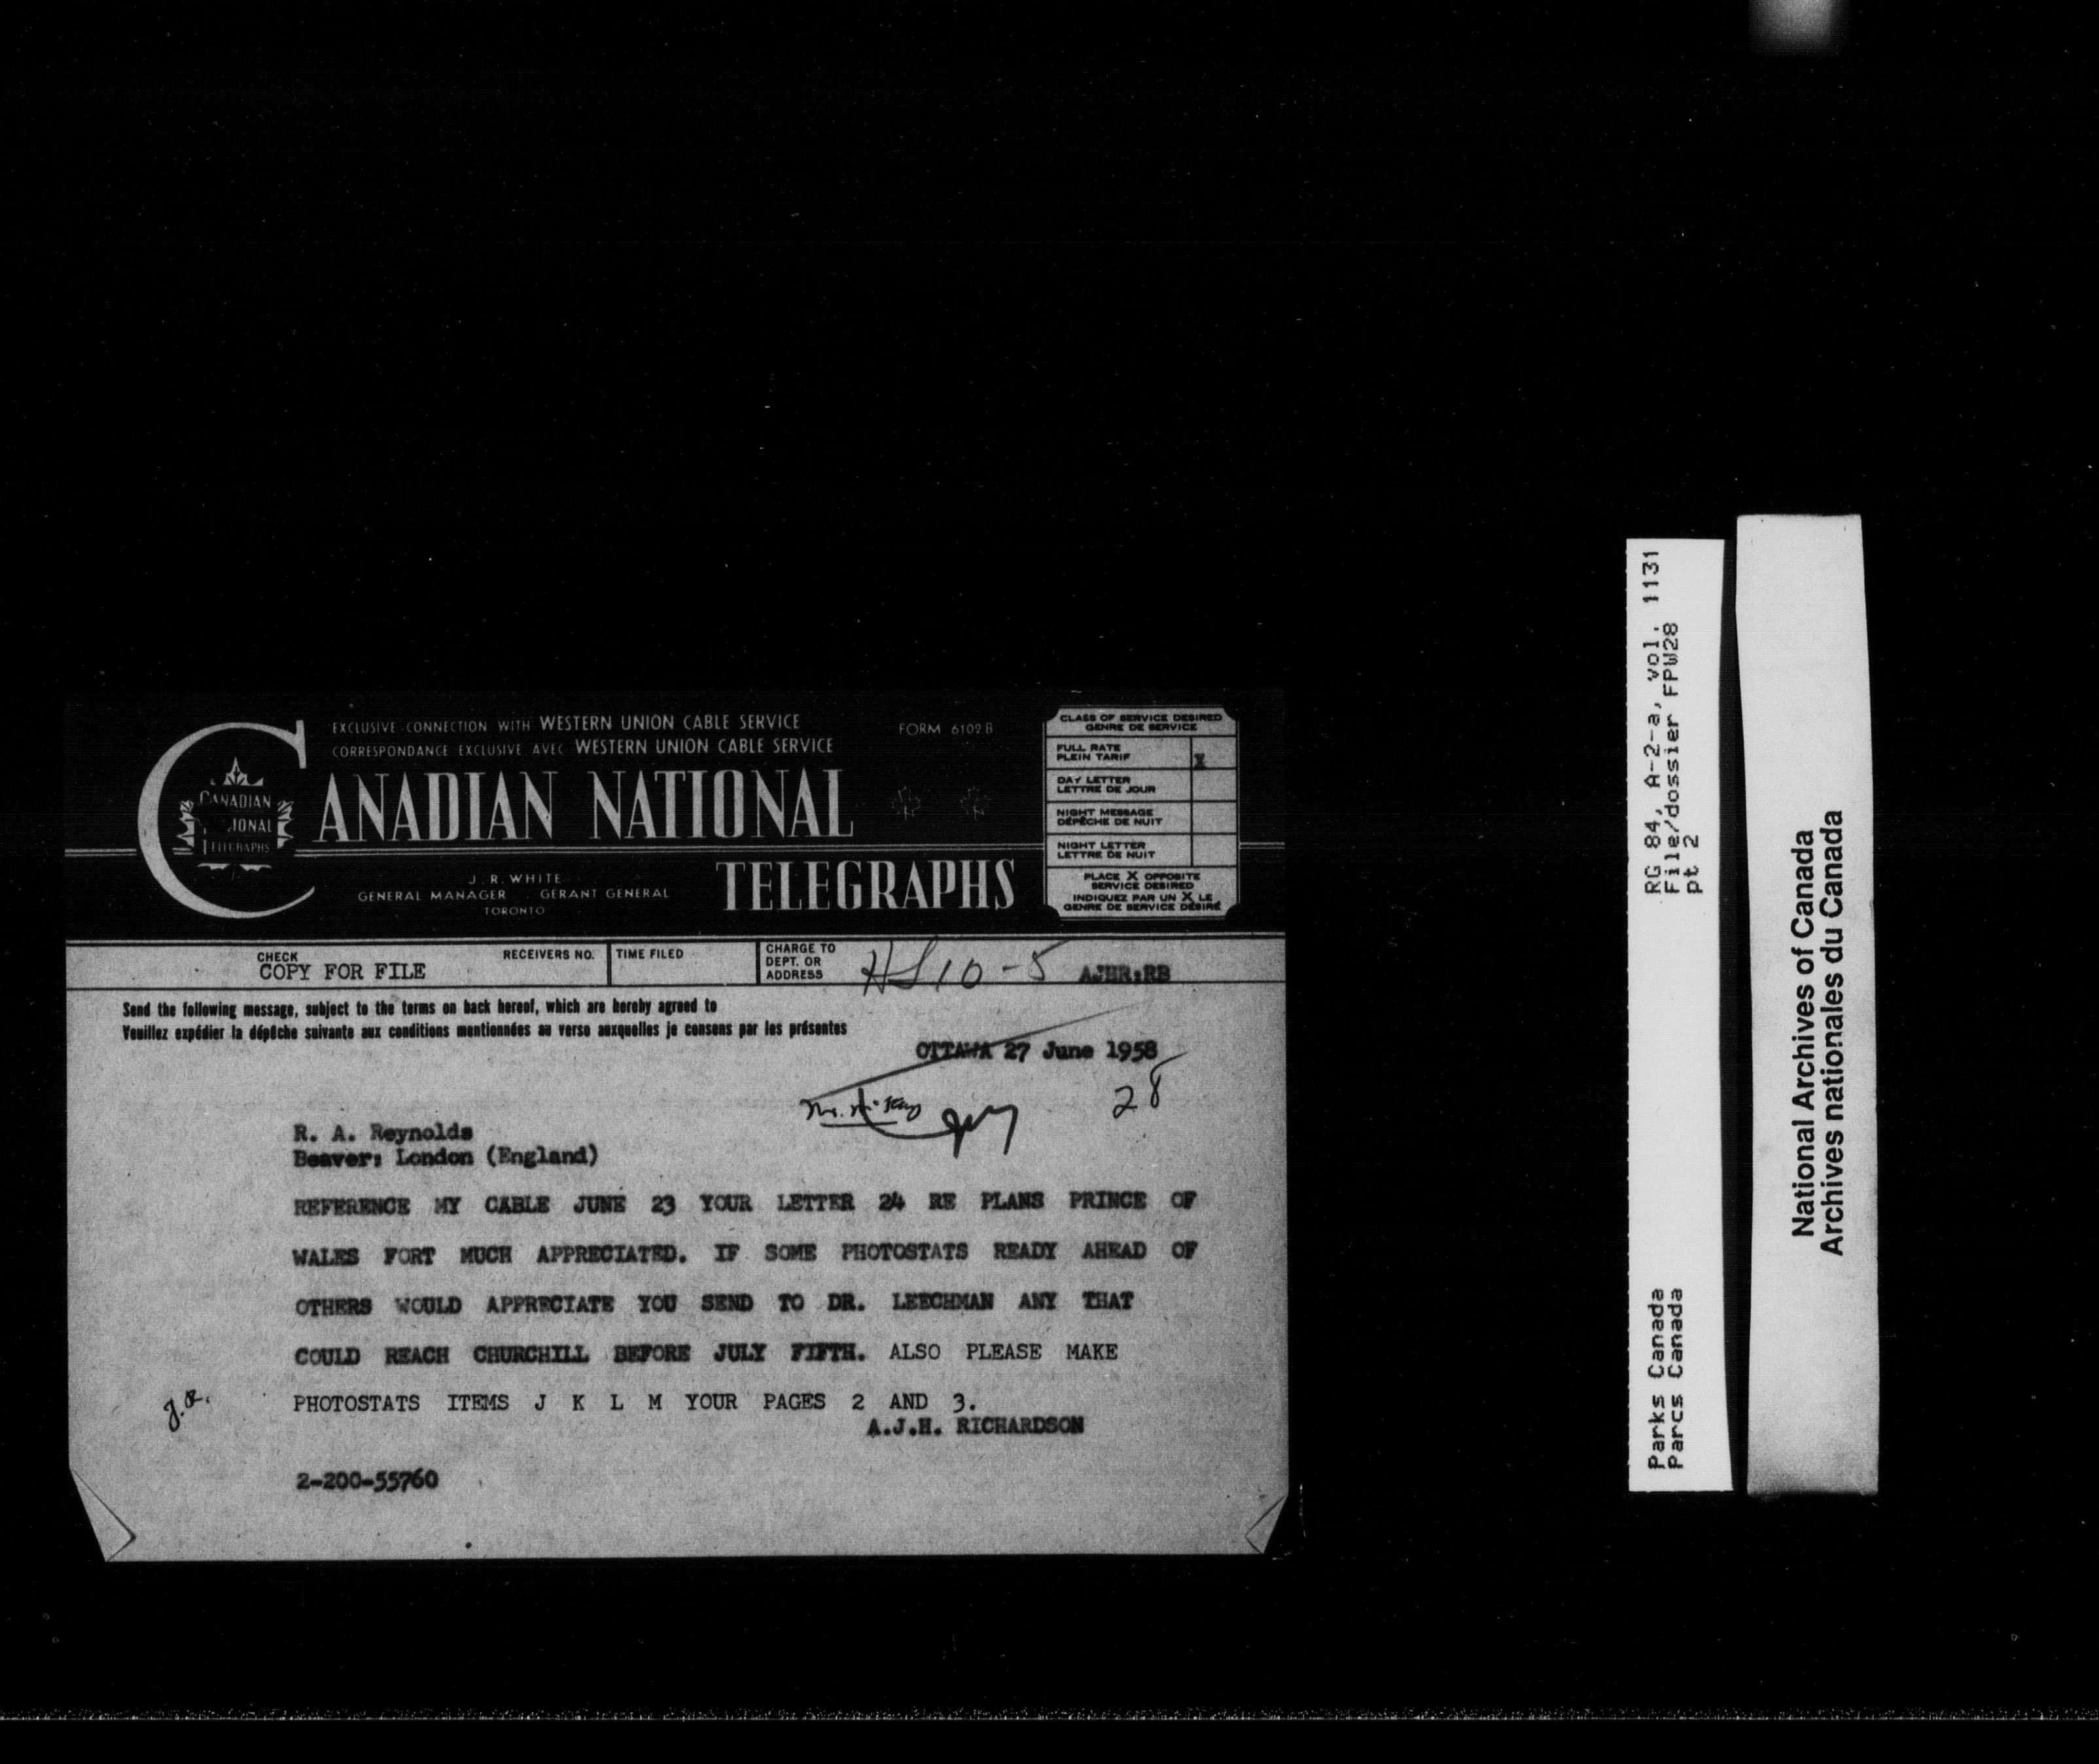 EXCLUSIVE CONNECTION WITH WESTERN UNION CABLE SERVICE
CORRESPONDANCE EXCLUSIVE AVEC WESTERN UNION CABLE SERVICE
FORM 6102 B
CANADIAN NATIONAL
TELEGRAPHS
CANADIAN
NATIONAL
TELEGRAPHS
J. R. WHITE
GENERAL MANAGER GERANT GENERAL
TORONTO
CLASS OF SERVICE DESIRED
GENRE DE SERVICE
FULL RATE
PLEIN TARIF
X
DAY LETTER
LETTRE DE JOUR
NIGHT MESSAGE
DÉPÊCHE DE NUIT
NIGHT LETTER
LETTRE DE NUIT
PLACE X OPPOSITE
SERVICE DESIRED
INDIQUEZ PAR UN X LE
GENRE DE SERVICE DÉSIRÉ
CHECK
COPY FOR FILE
RECEIVERS NO.
TIME FILED
CHARGE TO
DEPT. OR
ADDRESS
HS10-5 AJHR:RB
Send the following message, subject to the terms on back hereof, which are hereby agreed to
Veuillez expédier la dépêche suivante aux conditions mentionnées au verso auxquelles je consens par les présentes
OTTAWA 27 June 1958
28
R. A. Reynolds
Beaver: London (England)
REFERENCE MY CABLE JUNE 23 YOUR LETTER 24 RE PLANS PRINCE OF
WALES FORT MUCH APPRECIATED. IF SOME PHOTOSTATS READY AHEAD OF
OTHERS WOULD APPRECIATE YOU SEND TO DR. LEECHMAN ANY THAT
COULD REACH CHURCHILL BEFORE JULY FIFTH. ALSO PLEASE MAKE
PHOTOSTATS ITEMS J K L M YOUR PAGES 2 AND 3.
A.J.H. RICHARDSON
2-200-55760
RG 84, A-2-a, vol. 1131
File/dossier FPW28
pt 2
Parks Canada
Parcs Canada
National Archives of Canada
Archives nationales du Canada